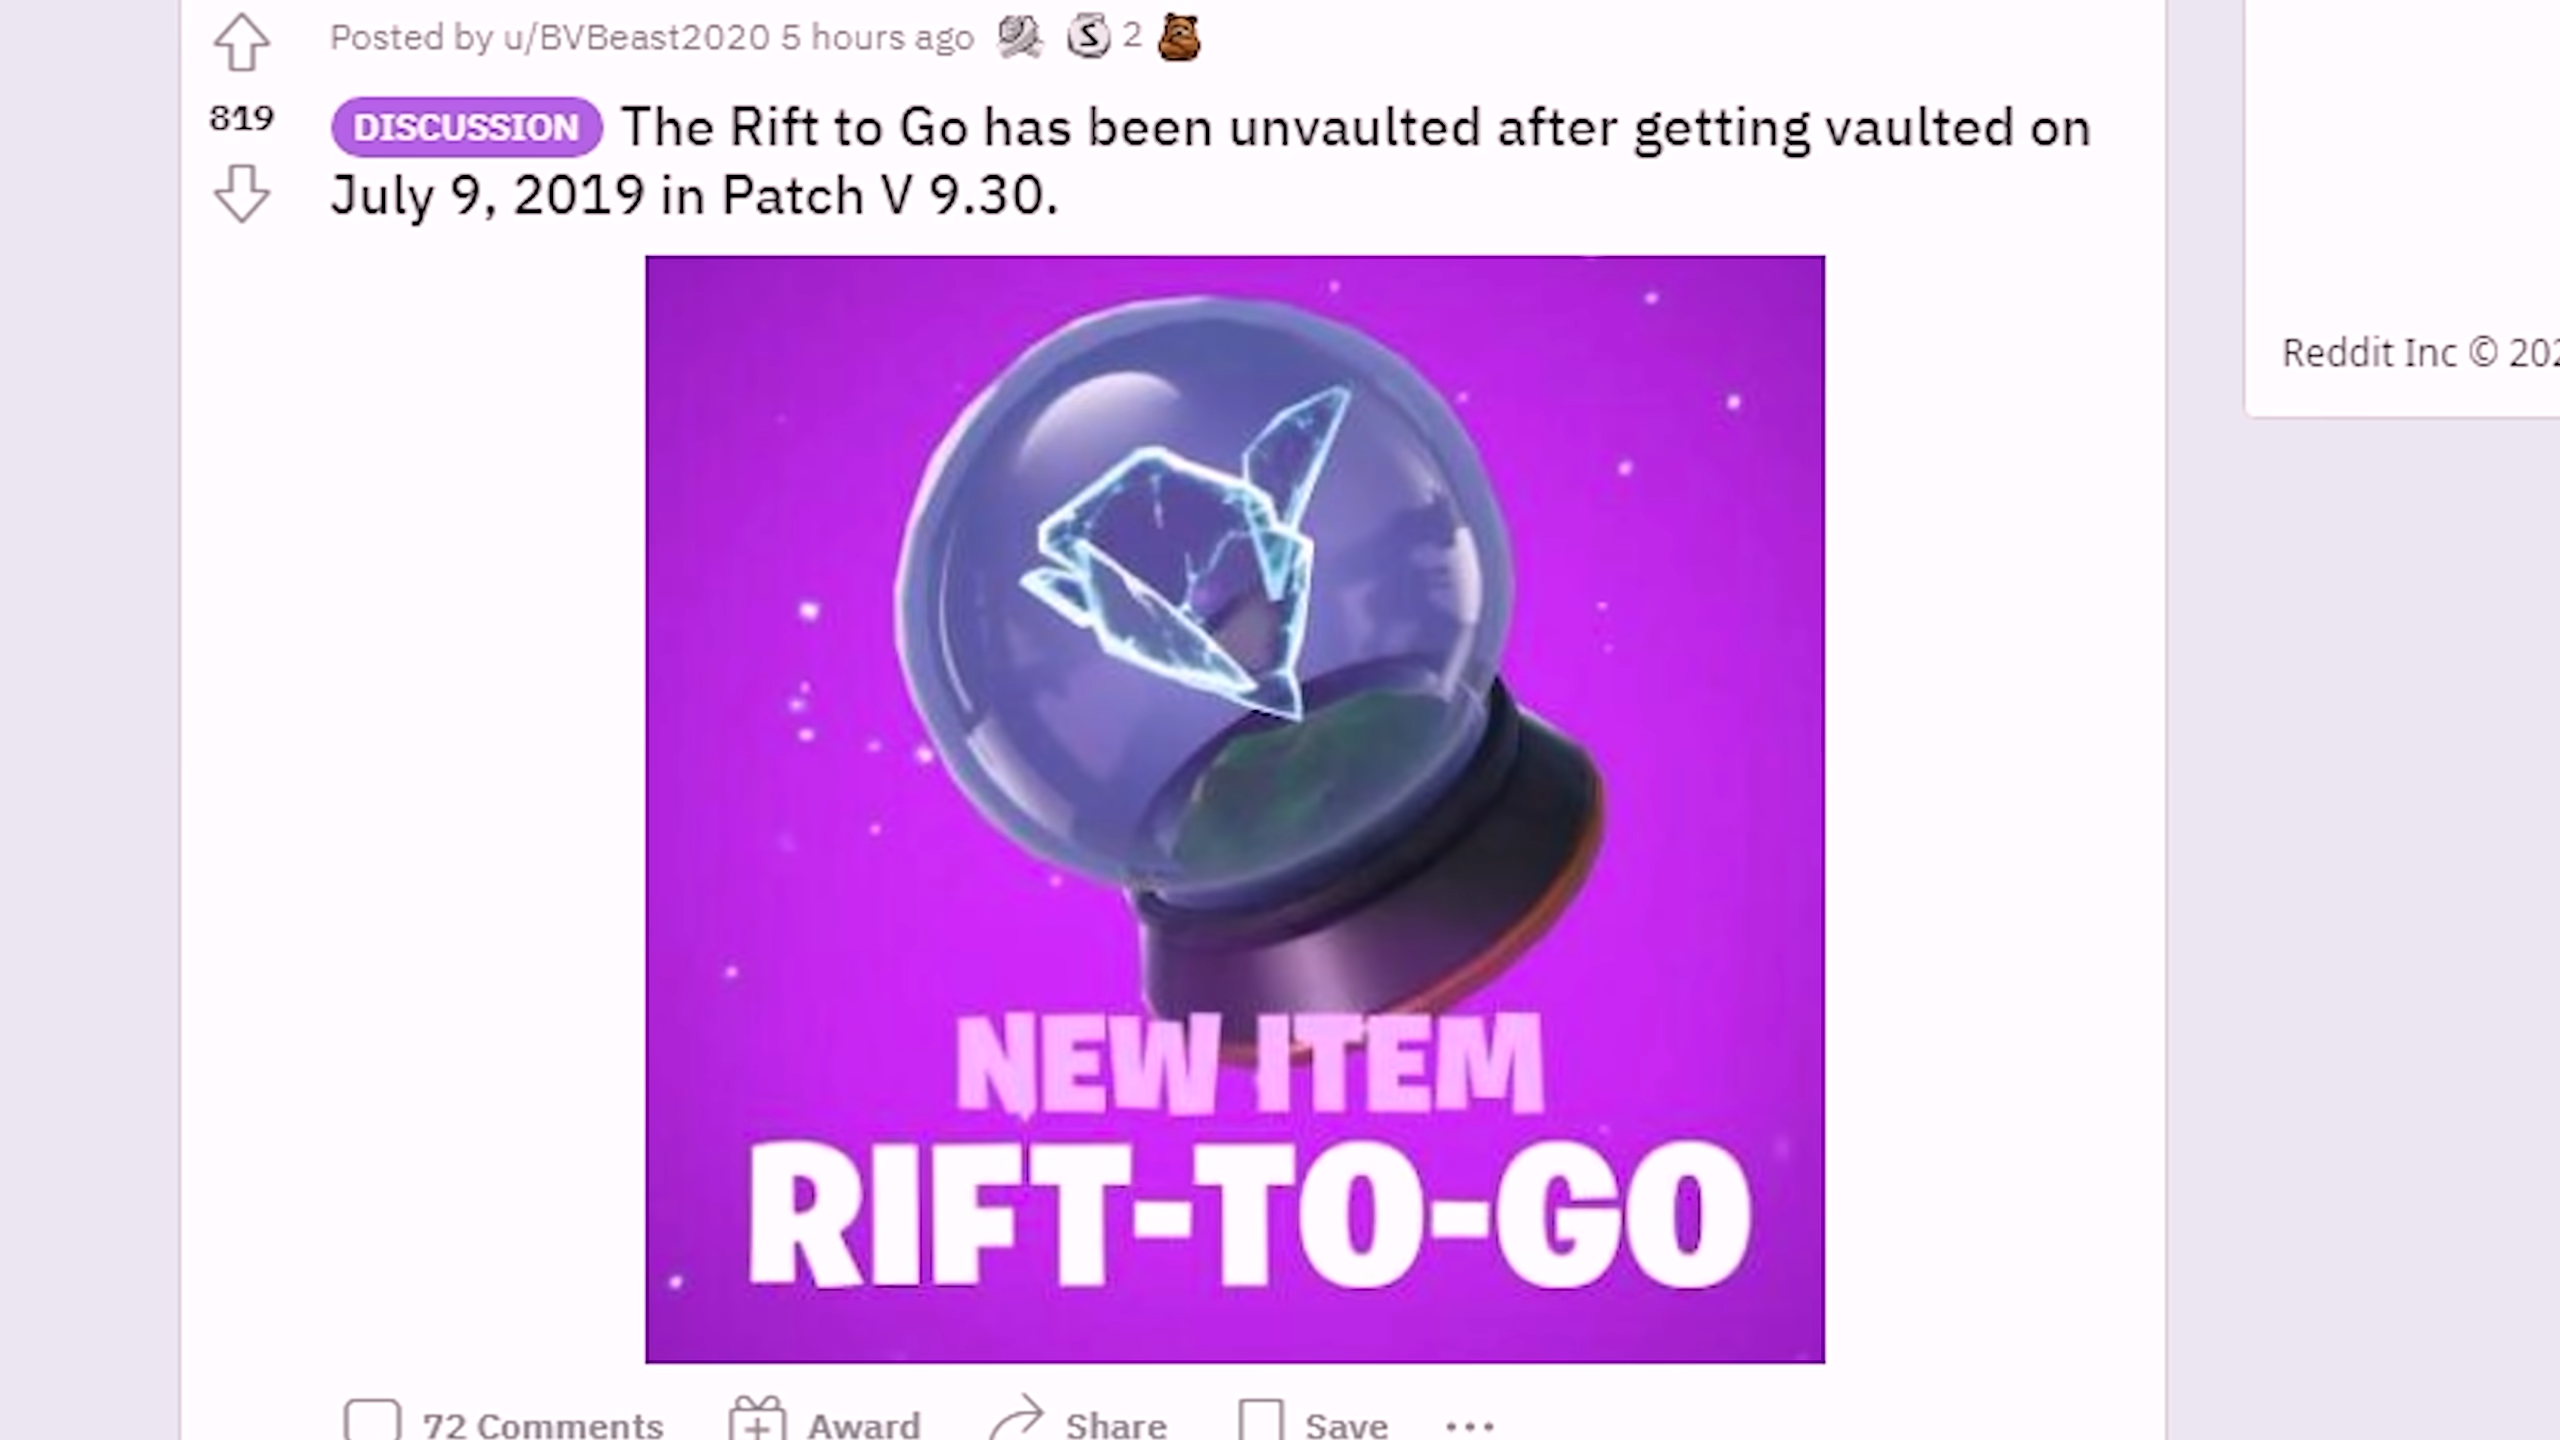 Posted by u/BVBeast2020 5 hours ago 2
819
DISCUSSION The Rift to Go has been unvaulted after getting vaulted on
July 9, 2019 in Patch V 9.30.
Reddit Inc © 202
NEW ITEM
RIFT-TO-GO
72 Comments Award Share Save ...